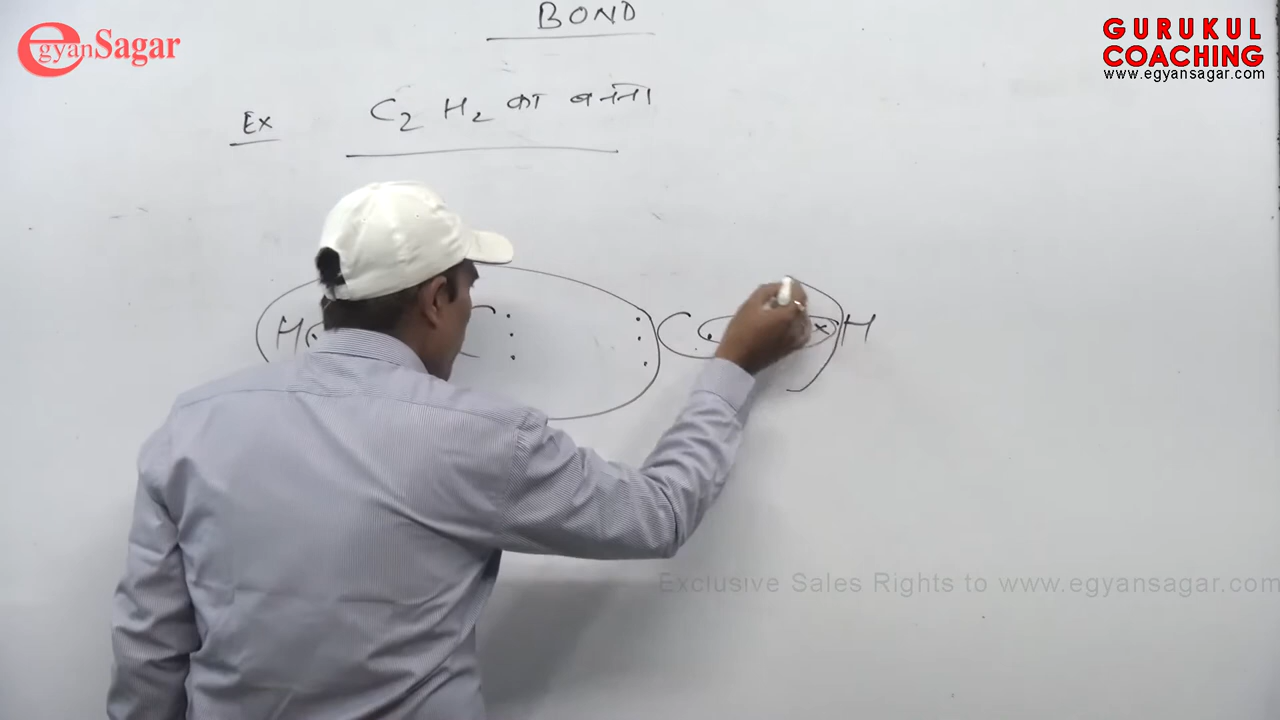 BOND
egyanSagar
GURUKUL
COACHING
www.egyansagar.com
Ex C2 H2 का बनना
H C C x H
Exclusive Sales Rights to www.egyansagar.com